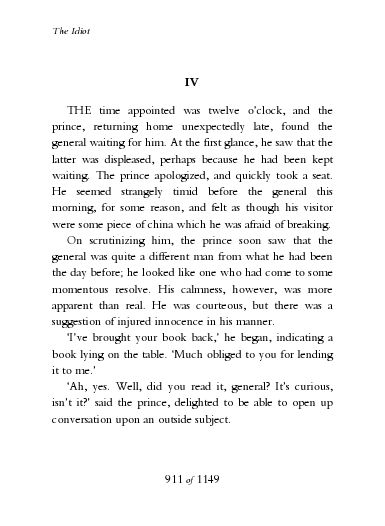 The Idiot
IV
THE time appointed was twelve o'clock, and the
prince, returning home unexpectedly late, found the
general waiting for him. At the first glance, he saw that the
latter was displeased, perhaps because he had been kept
waiting. The prince apologized, and quickly took a seat.
He seemed strangely timid before the general this
morning, for some reason, and felt as though his visitor
were some piece of china which he was afraid of breaking.
On scrutinizing him, the prince soon saw that the
general was quite a different man from what he had been
the day before; he looked like one who had come to some
momentous resolve. His calmness, however, was more
apparent than real. He was courteous, but there was a
suggestion of injured innocence in his manner.
'I've brought your book back,' he began, indicating a
book lying on the table. 'Much obliged to you for lending
it to me.'
'Ah, yes. Well, did you read it, general? It's curious,
isn't it?' said the prince, delighted to be able to open up
conversation upon an outside subject.
911 of 1149